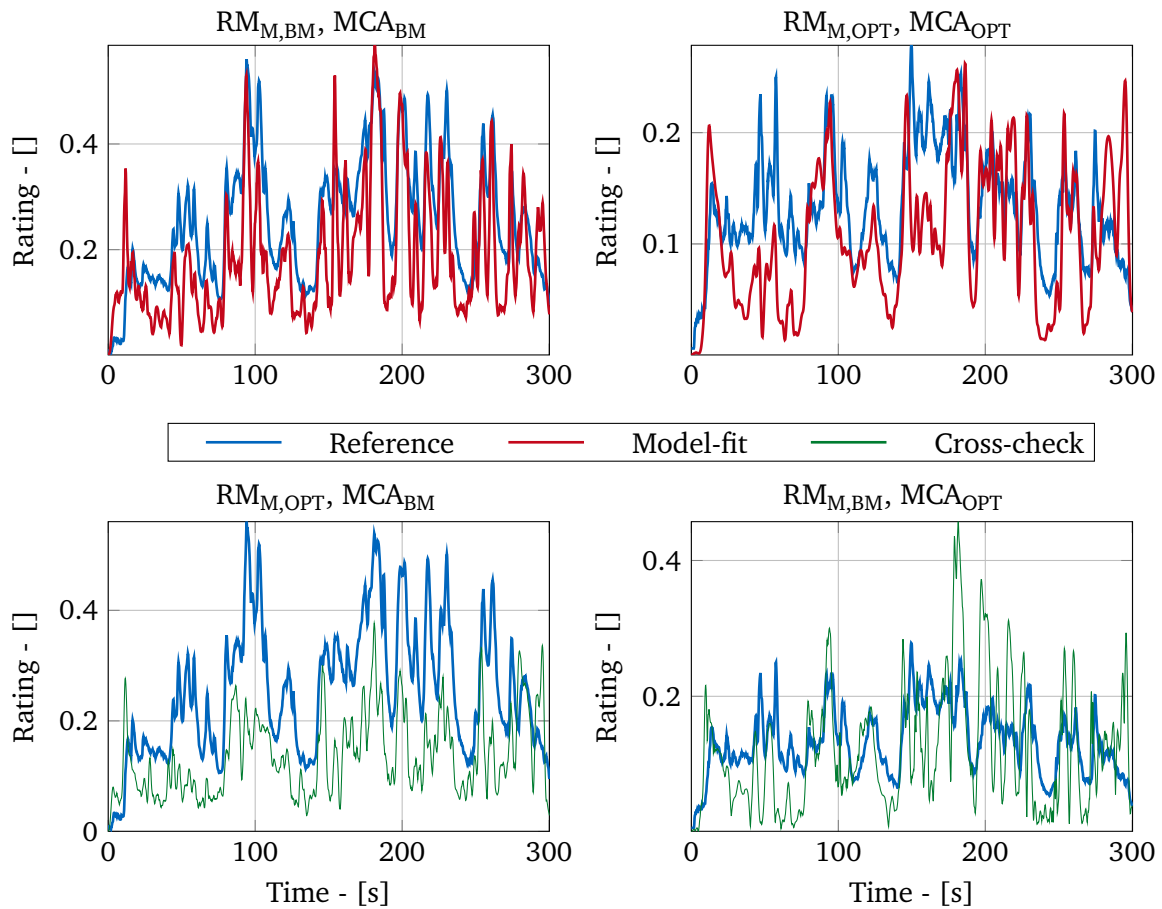 RM_M,BM, MCA_BM
RM_M,OPT, MCA_OPT
Rating - []
0.4
0.2
0 100 200 300
Rating - []
0.2
0.1
0 100 200 300
Reference Model-fit Cross-check
RM_M,OPT, MCA_BM
RM_M,BM, MCA_OPT
Rating - []
0.4
0.2
0
0 100 200 300
Time - [s]
Rating - []
0.4
0.2
0
0 100 200 300
Time - [s]